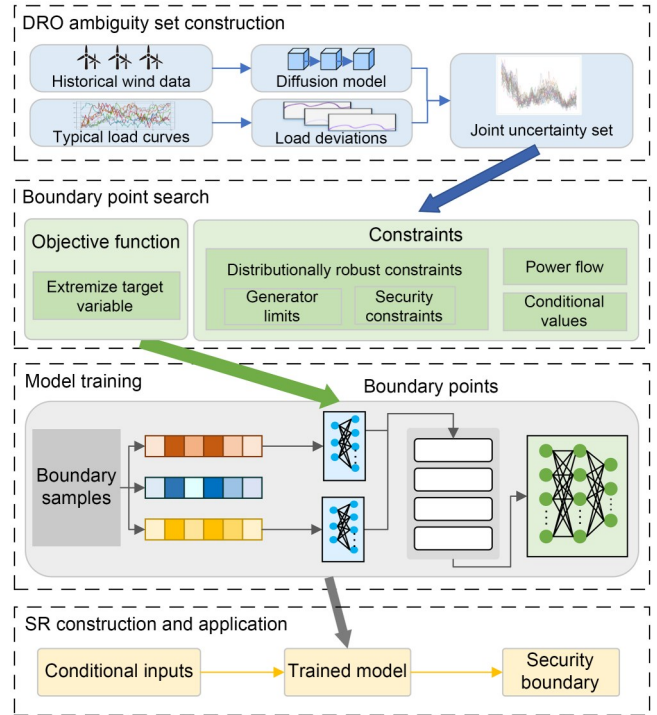 DRO ambiguity set construction
Historical wind data
Diffusion model
Typical load curves
Load deviations
Joint uncertainty set
Boundary point search
Objective function
Extremize target
variable
Constraints
Distributionally robust constraints
Generator
limits
Security
constraints
Power flow
Conditional
values
Model training
Boundary points
Boundary
samples
SR construction and application
Conditional inputs
Trained model
Security
boundary